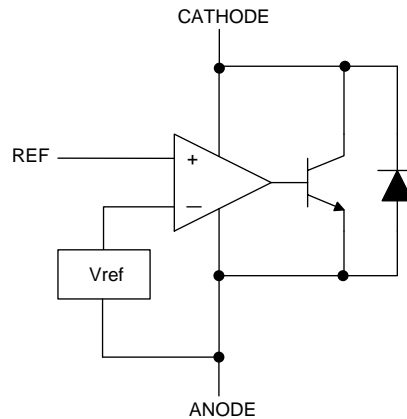 CATHODE
REF
+
−
Vref
ANODE